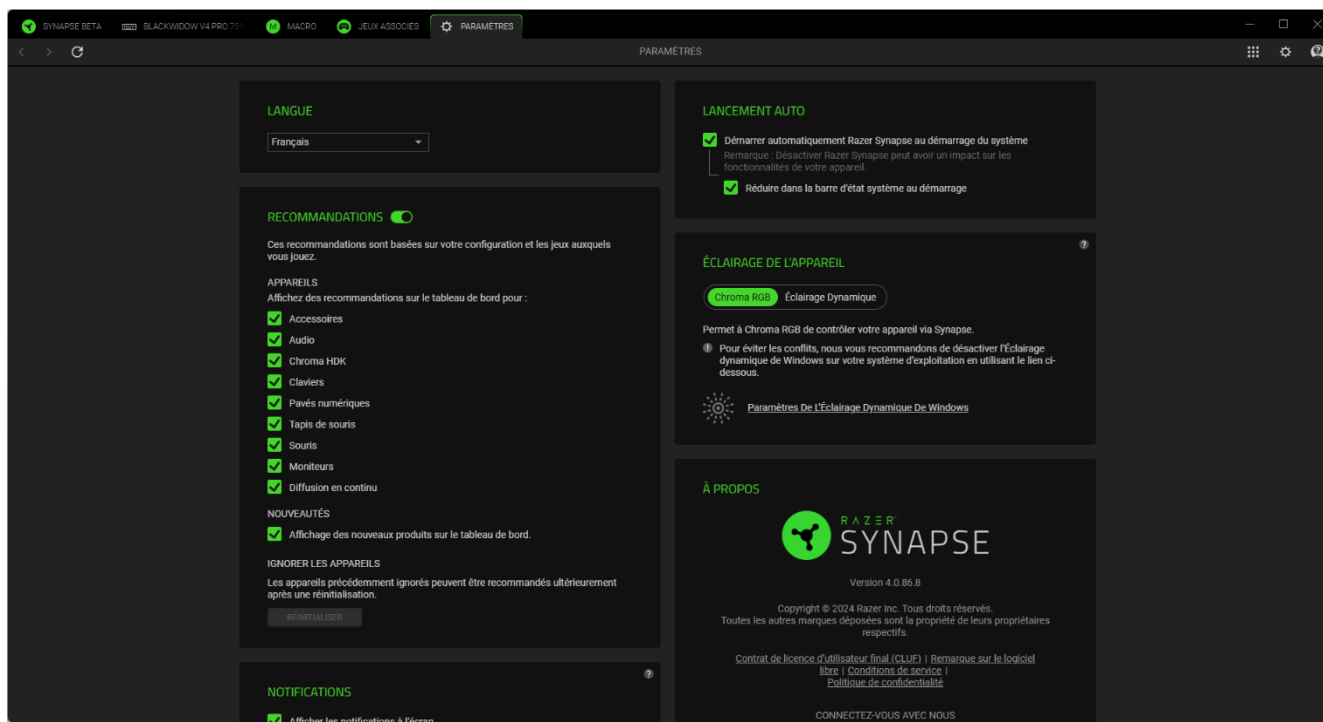 SYNAPSE BETA
BLACKWIDOW V4 PRO 75%
MACRO
JEUX ASSOCIÉS
PARAMÈTRES
PARAMÈTRES
LANGUE
Français
RECOMMANDATIONS
Ces recommandations sont basées sur votre configuration et les jeux auxquels
vous jouez.
APPAREILS
Affichez des recommandations sur le tableau de bord pour :
Accessoires
Audio
Chroma HDK
Claviers
Pavés numériques
Tapis de souris
Souris
Moniteurs
Diffusion en continu
NOUVEAUTÉS
Affichage des nouveaux produits sur le tableau de bord.
IGNORER LES APPAREILS
Les appareils précédemment ignorés peuvent être recommandés ultérieurement
après une réinitialisation.
RÉINITIALISER
NOTIFICATIONS
Afficher les notifications à l'écran
LANCEMENT AUTO
Démarrer automatiquement Razer Synapse au démarrage du système
Remarque : Désactiver Razer Synapse peut avoir un impact sur les
fonctionnalités de votre appareil.
Réduire dans la barre d'état système au démarrage
ÉCLAIRAGE DE L'APPAREIL
Chroma RGB
Éclairage Dynamique
Permet à Chroma RGB de contrôler votre appareil via Synapse.
Pour éviter les conflits, nous vous recommandons de désactiver l'Éclairage
dynamique de Windows sur votre système d'exploitation en utilisant le lien ci-
dessous.
Paramètres De L'Éclairage Dynamique De Windows
À PROPOS
RAZER™
SYNAPSE
Version 4.0.86.8
Copyright © 2024 Razer Inc. Tous droits réservés.
Toutes les autres marques déposées sont la propriété de leurs propriétaires
respectifs.
Contrat de licence d'utilisateur final (CLUF) | Remarque sur le logiciel
libre | Conditions de service |
Politique de confidentialité
CONNECTEZ-VOUS AVEC NOUS